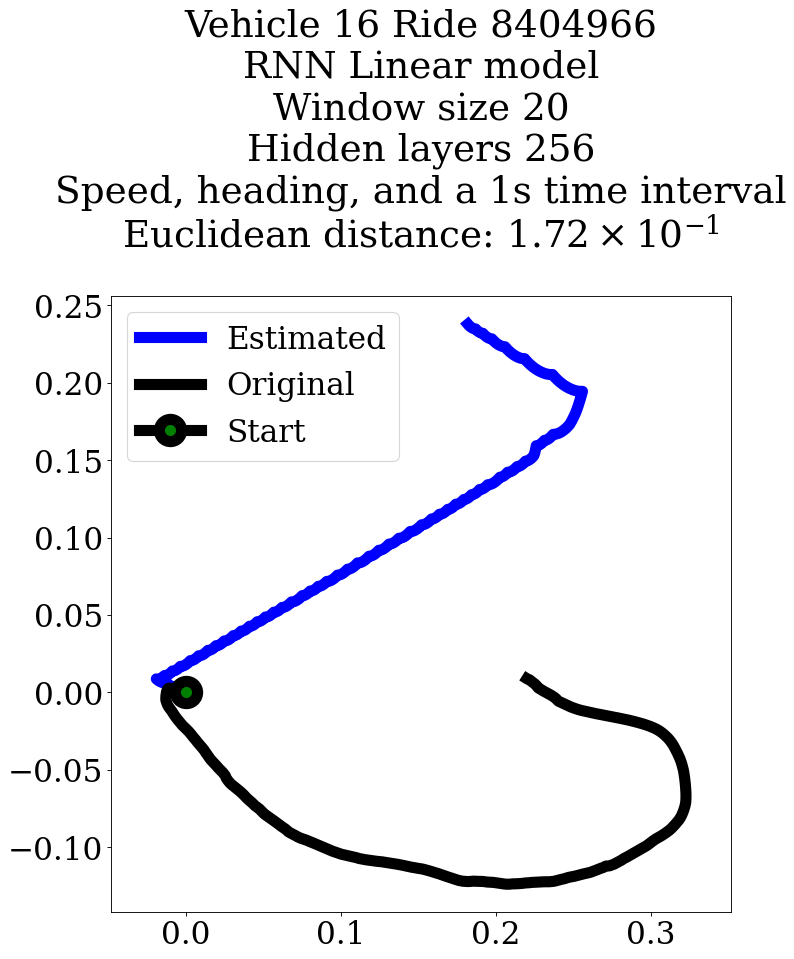 Vehicle 16 Ride 8404966
RNN Linear model
Window size 20
Hidden layers 256
Speed, heading, and a 1s time interval
Euclidean distance: 1.72 × 10⁻¹
Estimated
Original
Start
0.25
0.20
0.15
0.10
0.05
0.00
−0.05
−0.10
0.0 0.1 0.2 0.3